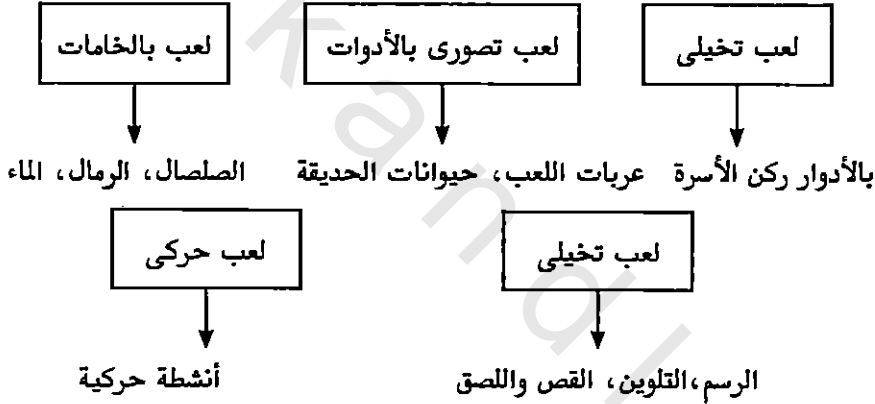 لعب تخيلى
لعب تصورى بالأدوات
لعب بالخامات
بالأدوار ركن الأسرة
عربات اللعب، حيوانات الحديقة
الصلصال، الرمال، الماء
لعب تخيلى
لعب حركى
الرسم،التلوين، القص واللصق
أنشطة حركية